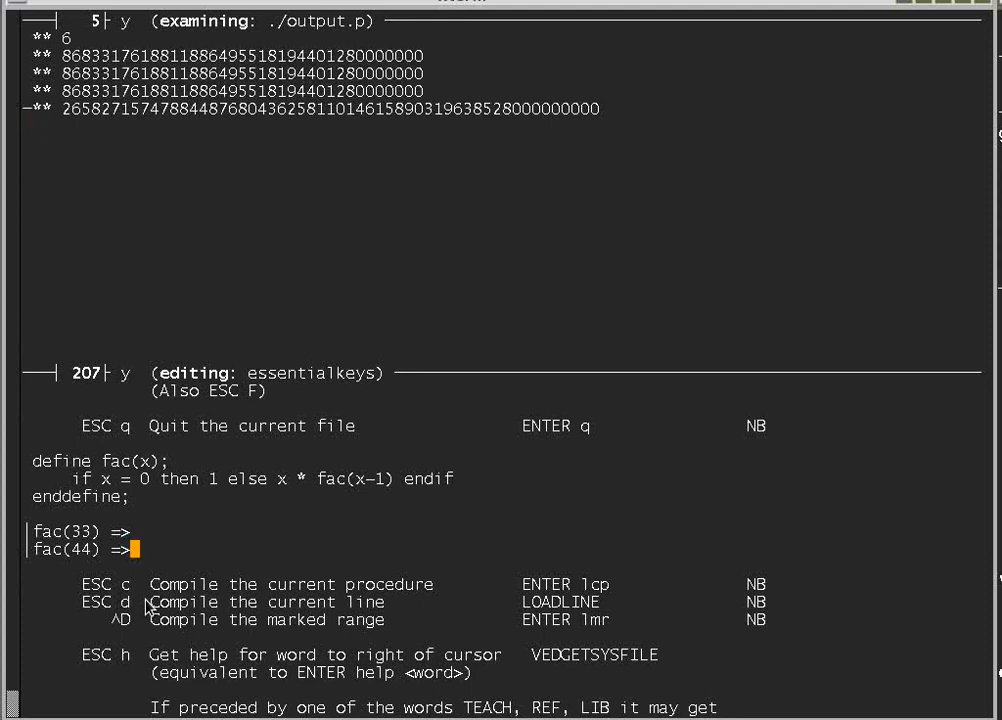 5 y (examining: ./output.p)
** 6
** 8683317618811886495518194401280000000
** 8683317618811886495518194401280000000
** 8683317618811886495518194401280000000
** 2658271574788448768043625811014615890319638528000000000
207 y (editing: essentialkeys)
(Also ESC F)
ESC q Quit the current file ENTER q NB
define fac(x);
if x = 0 then 1 else x * fac(x-1) endif
enddefine;
fac(33) =>
fac(44) =>
ESC c Compile the current procedure ENTER lcp NB
ESC d Compile the current line LOADLINE NB
^D Compile the marked range ENTER lmr NB
ESC h Get help for word to right of cursor VEDGETSYSFILE
(equivalent to ENTER help <word>)
If preceded by one of the words TEACH, REF, LIB it may get